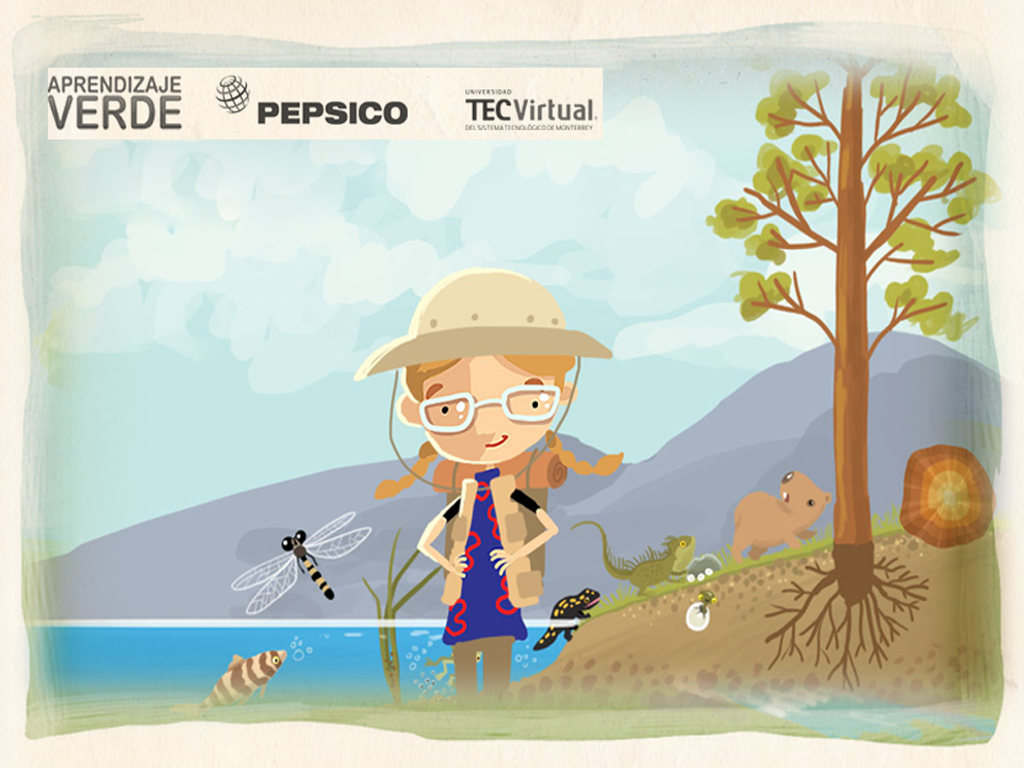 APRENDIZAJE
VERDE
PEPSICO
UNIVERSIDAD
TECVirtual.
DEL SISTEMA TECNOLÓGICO DE MONTERREY